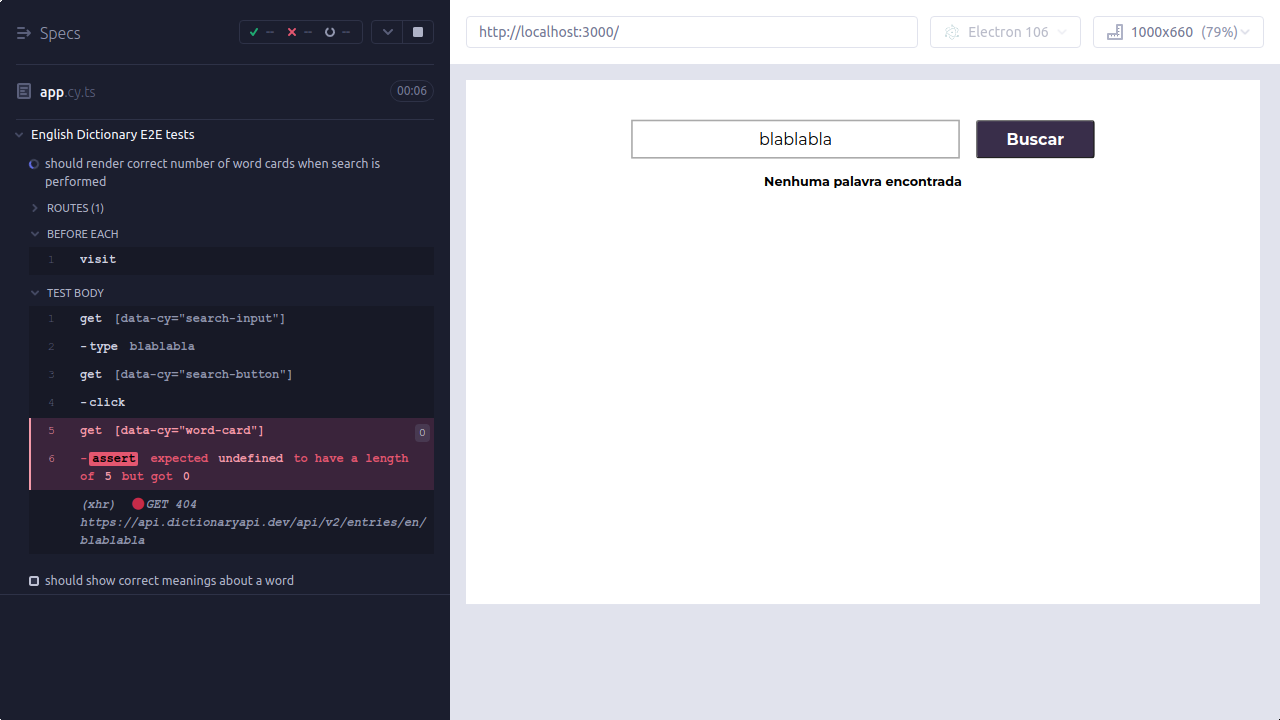 Specs
-- -- --
app.cy.ts
00:06
English Dictionary E2E tests
should render correct number of word cards when search is
performed
ROUTES (1)
BEFORE EACH
1 visit
TEST BODY
1 get [data-cy="search-input"]
2 -type blablabla
3 get [data-cy="search-button"]
4 -click
5 get [data-cy="word-card"] 0
6 -assert expected undefined to have a length
of 5 but got 0
(xhr) GET 404
https://api.dictionaryapi.dev/api/v2/entries/en/
blablabla
should show correct meanings about a word
http://localhost:3000/
Electron 106
1000x660 (79%)
blablabla
Buscar
Nenhuma palavra encontrada